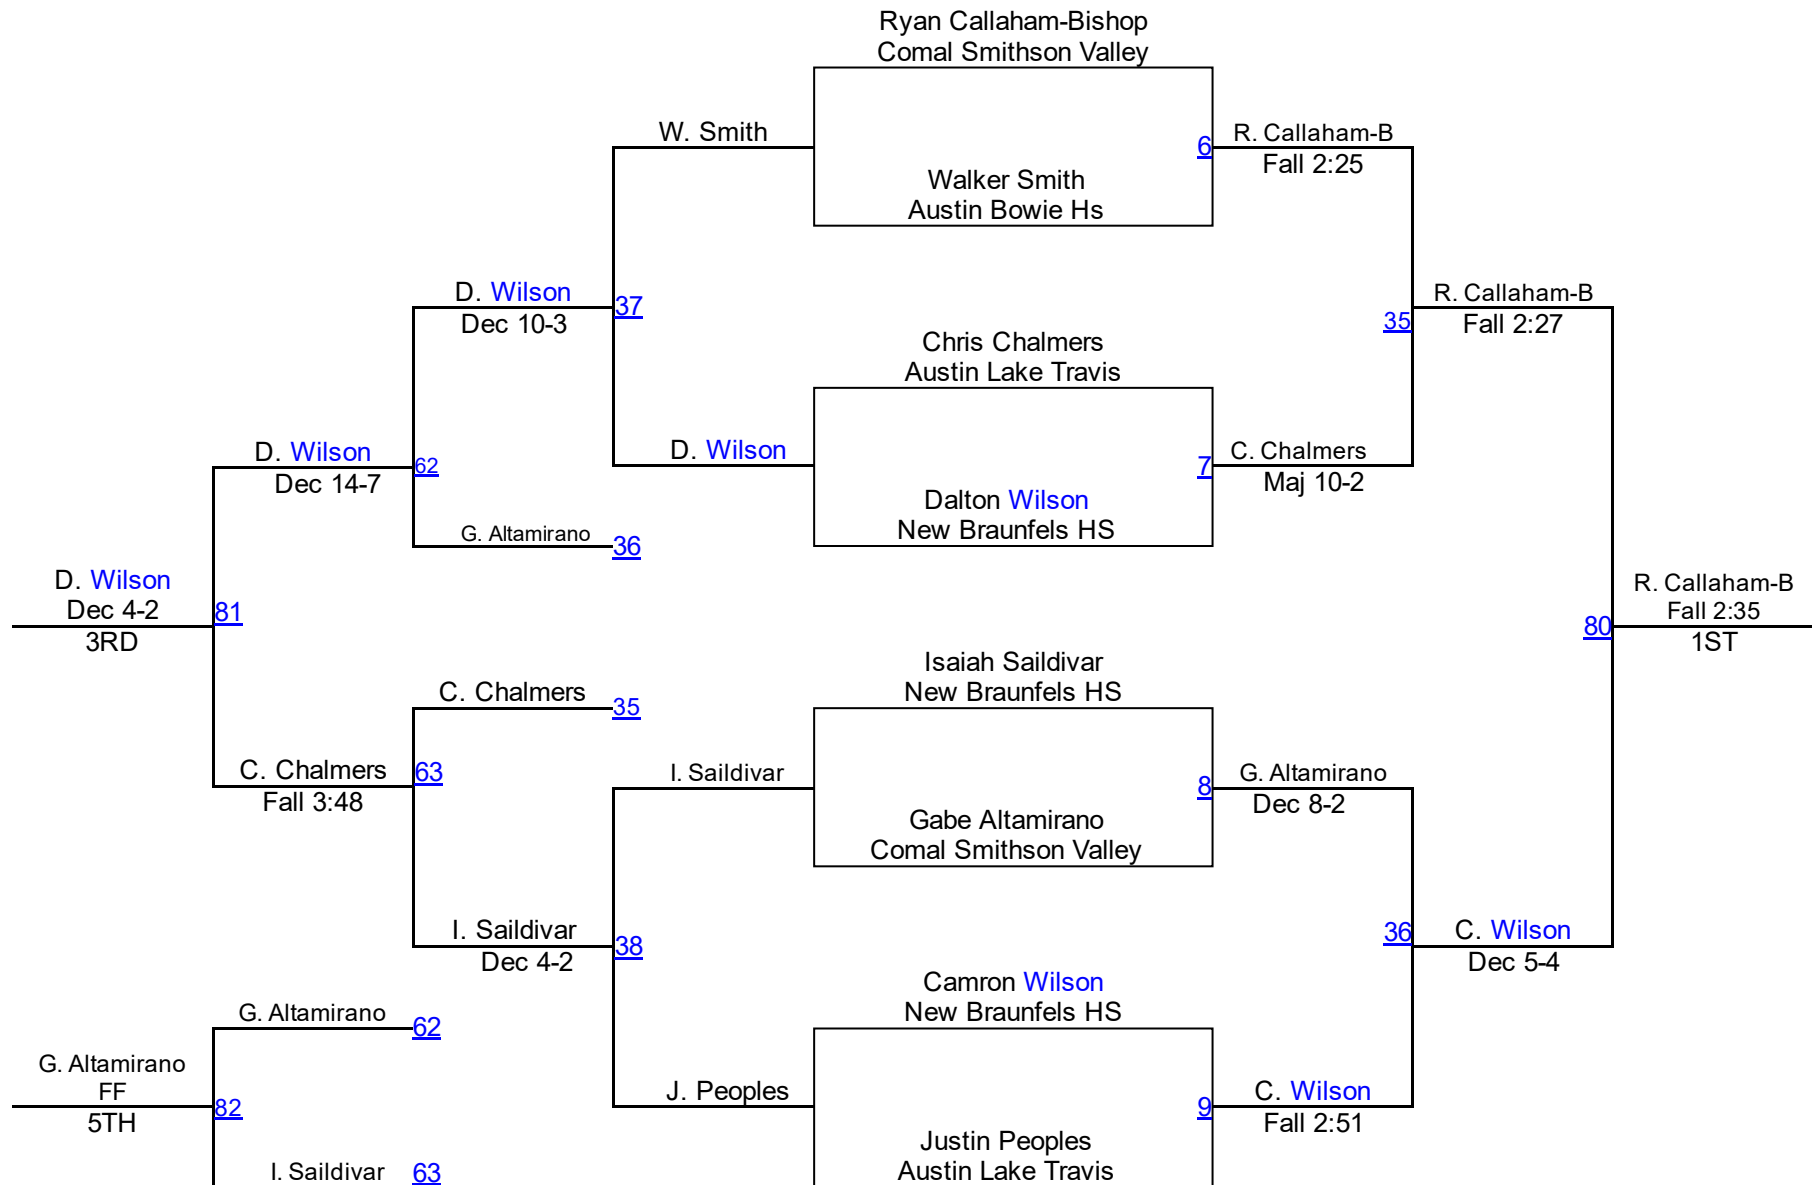 Ryan Callaham-Bishop
Comal Smithson Valley
W. Smith
6
R. Callaham-B
Fall 2:25
Walker Smith
Austin Bowie Hs
D. Wilson
Dec 10-3
37
R. Callaham-B
Fall 2:27
35
Chris Chalmers
Austin Lake Travis
D. Wilson
Dec 14-7
62
D. Wilson
7
C. Chalmers
Maj 10-2
Dalton Wilson
New Braunfels HS
G. Altamirano
36
D. Wilson
Dec 4-2
3RD
81
R. Callaham-B
Fall 2:35
1ST
80
Isaiah Saildivar
New Braunfels HS
C. Chalmers
35
C. Chalmers
Fall 3:48
63
I. Saildivar
8
G. Altamirano
Dec 8-2
Gabe Altamirano
Comal Smithson Valley
I. Saildivar
Dec 4-2
38
36
C. Wilson
Dec 5-4
Camron Wilson
New Braunfels HS
G. Altamirano
62
G. Altamirano
FF
5TH
82
J. Peoples
9
C. Wilson
Fall 2:51
Justin Peoples
Austin Lake Travis
I. Saildivar
63